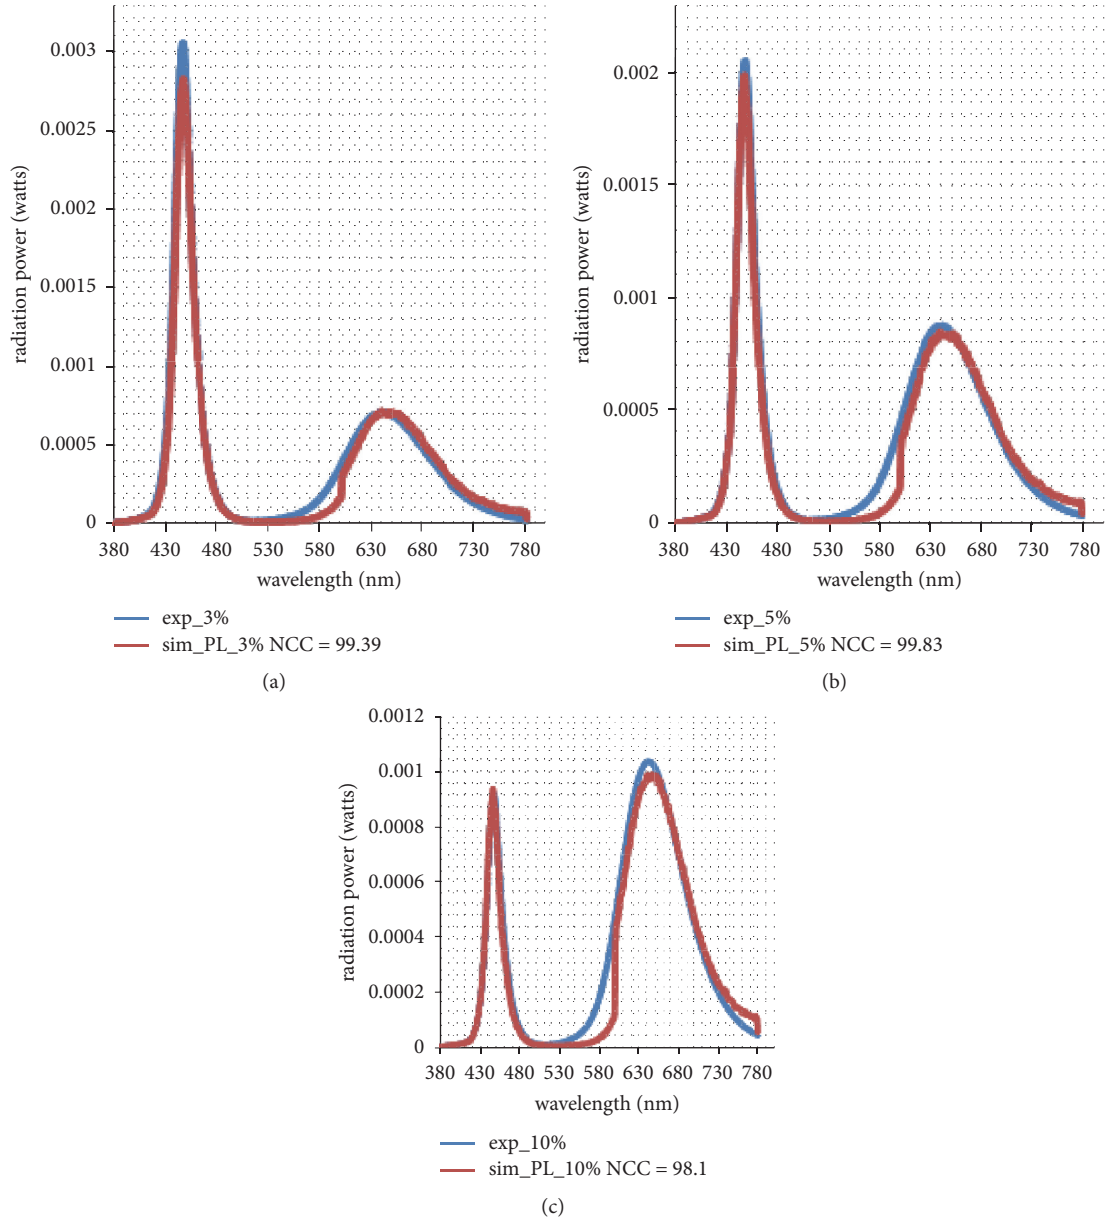 0.003
0.0025
0.002
0.0015
0.001
0.0005
0
radiation power (watts)
380 430 480 530 580 630 680 730 780
wavelength (nm)
exp_3%
sim_PL_3% NCC = 99.39
(a)
0.002
0.0015
0.001
0.0005
0
radiation power (watts)
380 430 480 530 580 630 680 730 780
wavelength (nm)
exp_5%
sim_PL_5% NCC = 99.83
(b)
0.0012
0.001
0.0008
0.0006
0.0004
0.0002
0
radiation power (watts)
380 430 480 530 580 630 680 730 780
wavelength (nm)
exp_10%
sim_PL_10% NCC = 98.1
(c)